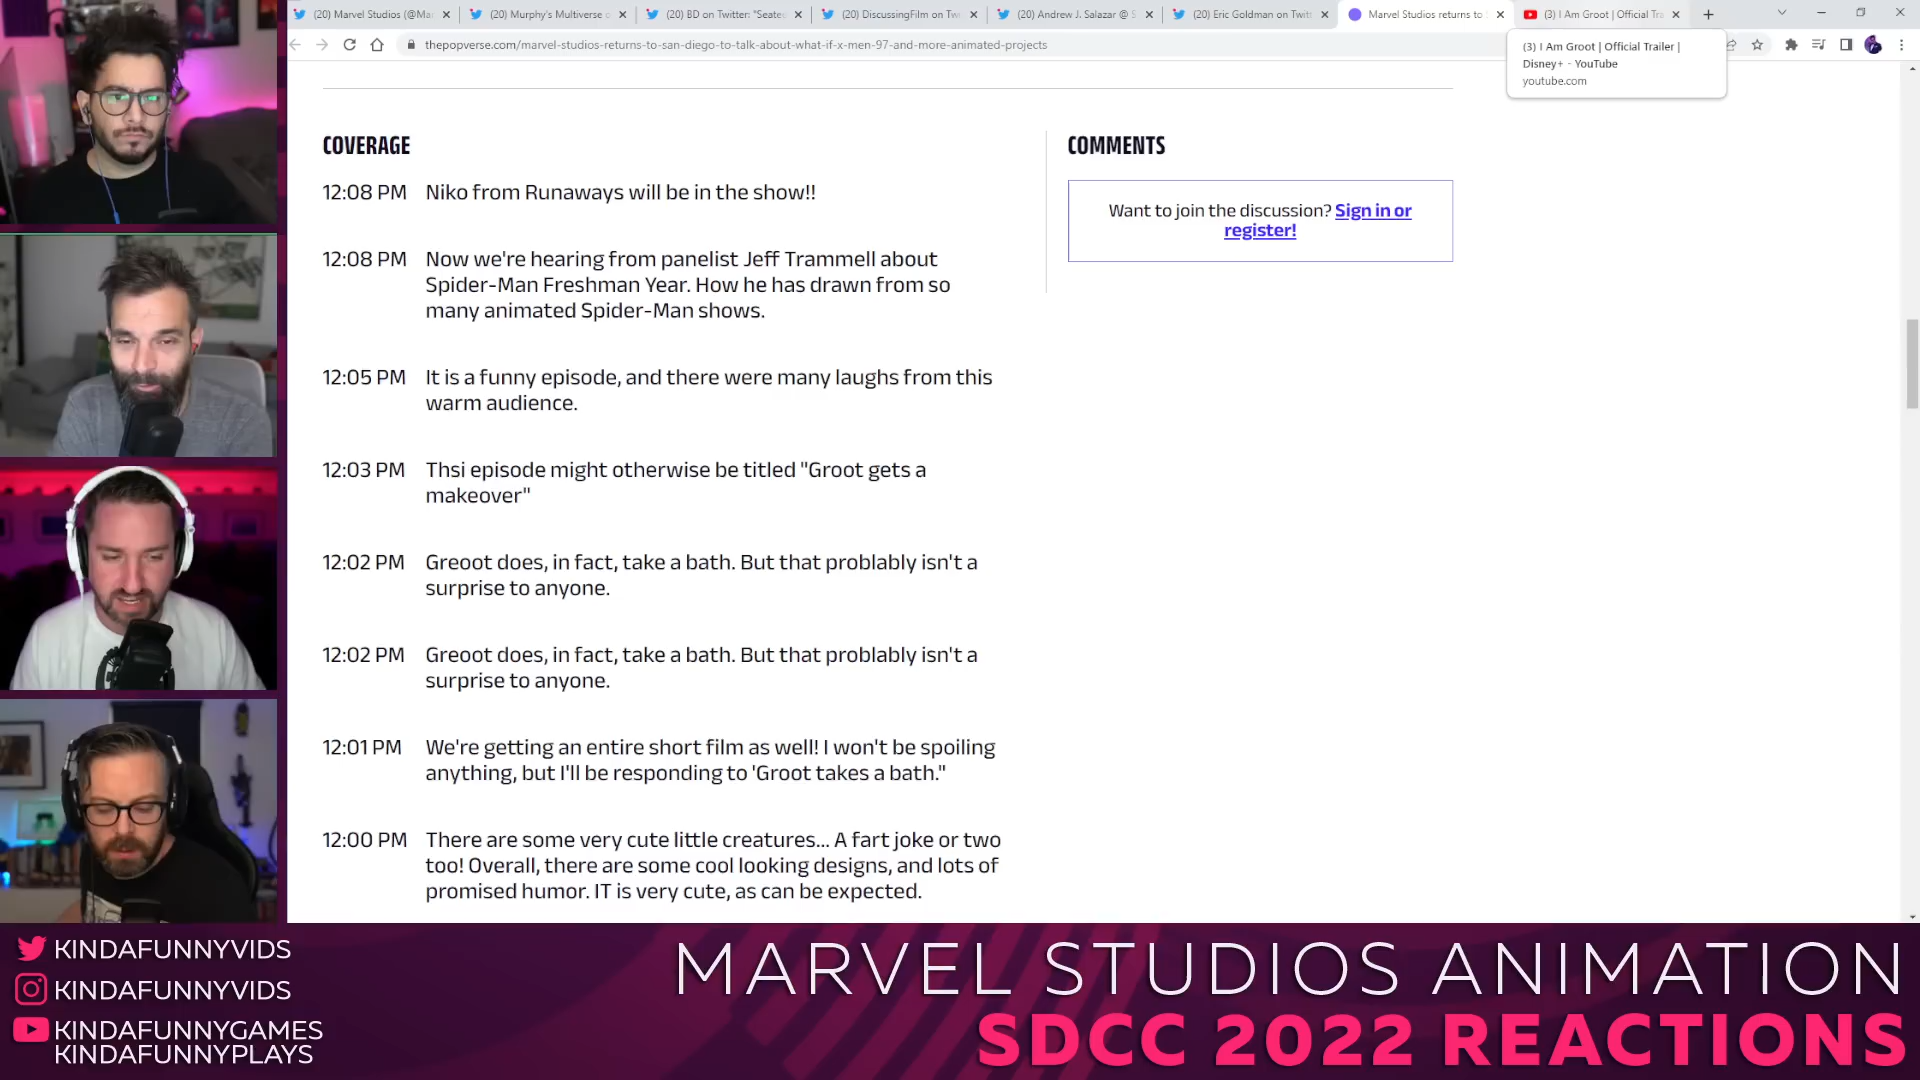 (20) Marvel Studios (@Mar
(20) Murphy's Multiverse o
(20) BD on Twitter: "Seatee
(20) DiscussingFilm on Twi
(20) Andrew J. Salazar @ S
(20) Eric Goldman on Twitt
Marvel Studios returns to S
(3) I Am Groot | Official Tra
thepopverse.com/marvel-studios-returns-to-san-diego-to-talk-about-what-if-x-men-97-and-more-animated-projects
(3) I Am Groot | Official Trailer |
Disney+ - YouTube
youtube.com
COVERAGE
12:08 PM Niko from Runaways will be in the show!!
12:08 PM Now we're hearing from panelist Jeff Trammell about
Spider-Man Freshman Year. How he has drawn from so
many animated Spider-Man shows.
12:05 PM It is a funny episode, and there were many laughs from this
warm audience.
12:03 PM Thsi episode might otherwise be titled "Groot gets a
makeover"
12:02 PM Greoot does, in fact, take a bath. But that problably isn't a
surprise to anyone.
12:02 PM Greoot does, in fact, take a bath. But that problably isn't a
surprise to anyone.
12:01 PM We're getting an entire short film as well! I won't be spoiling
anything, but I'll be responding to 'Groot takes a bath."
12:00 PM There are some very cute little creatures... A fart joke or two
too! Overall, there are some cool looking designs, and lots of
promised humor. IT is very cute, as can be expected.
COMMENTS
Want to join the discussion? Sign in or
register!
KINDAFUNNYVIDS
KINDAFUNNYVIDS
KINDAFUNNYGAMES
KINDAFUNNYPLAYS
MARVEL STUDIOS ANIMATION
SDCC 2022 REACTIONS